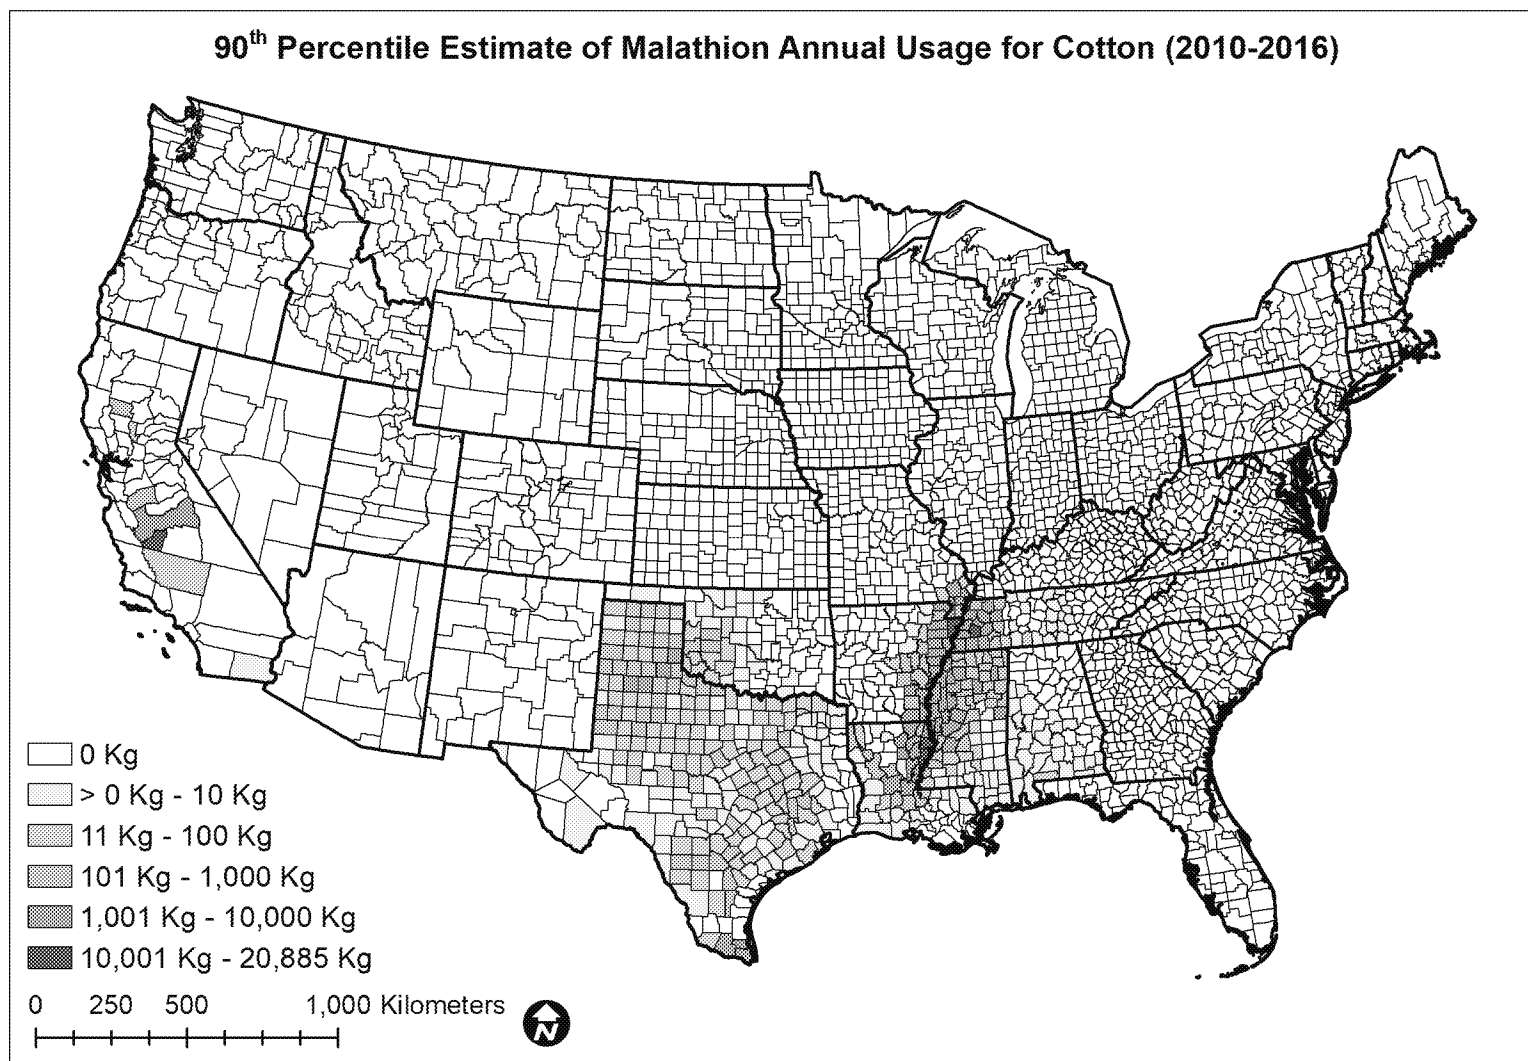 90th Percentile Estimate of Malathion Annual Usage for Cotton (2010-2016)
0 Kg
> 0 Kg - 10 Kg
11 Kg - 100 Kg
101 Kg - 1,000 Kg
1,001 Kg - 10,000 Kg
10,001 Kg - 20,885 Kg
0 250 500 1,000 Kilometers
N